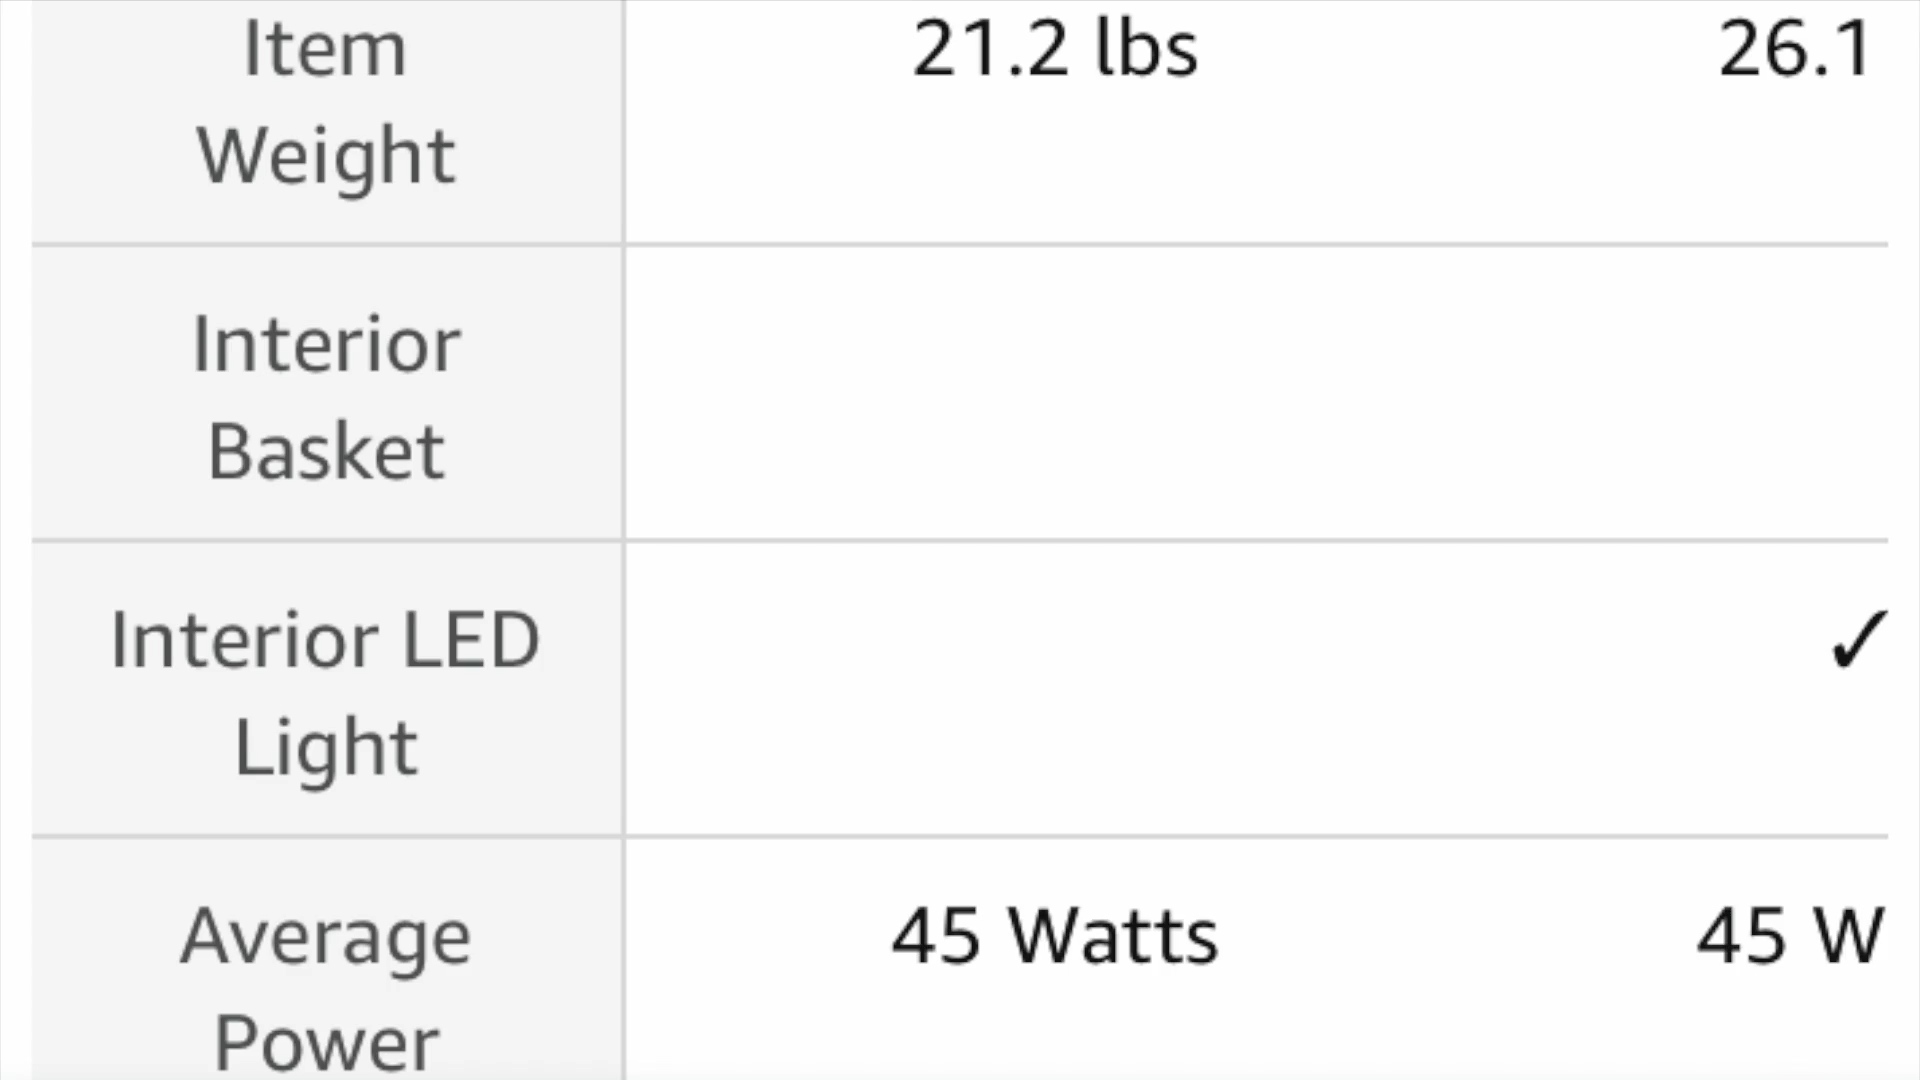 Item 21.2 lbs 26.1
Weight
Interior
Basket
Interior LED ✓
Light
Average 45 Watts 45 W
Power